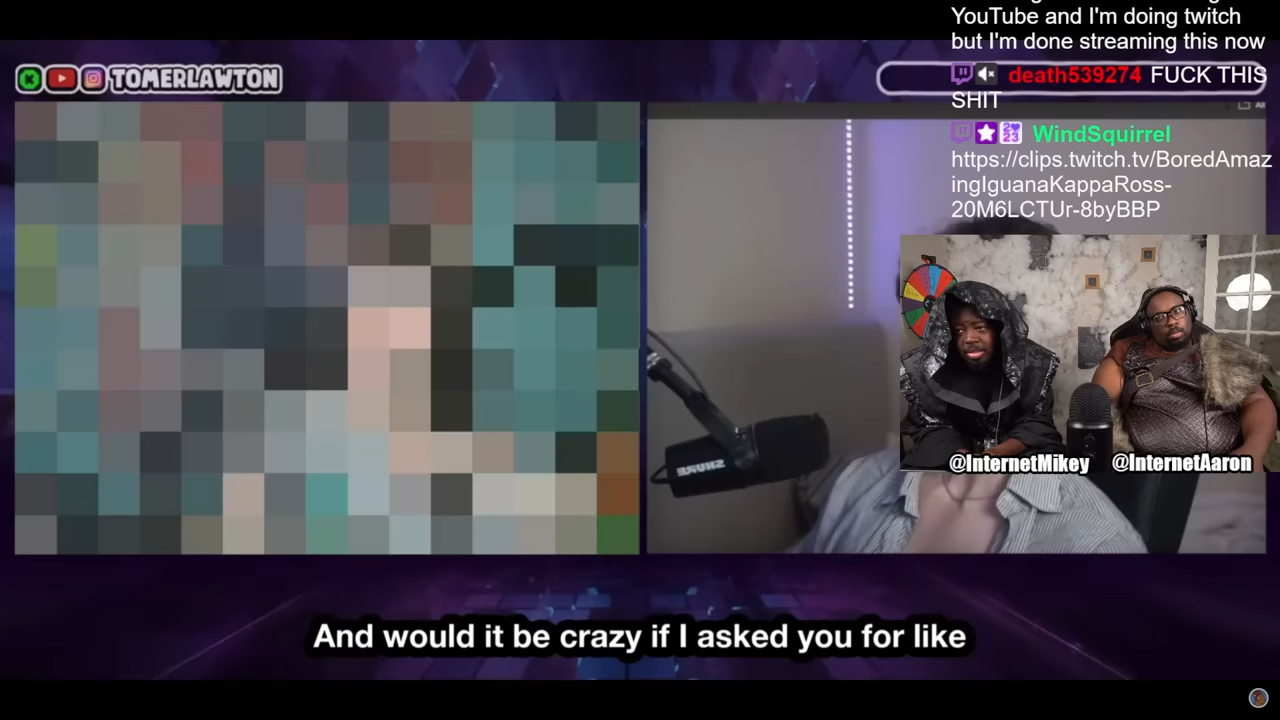 YouTube and I'm doing twitch
but I'm done streaming this now
TOMERLAWTON
death539274 FUCK THIS
SHIT
WindSquirrel
https://clips.twitch.tv/BoredAmaz
ingIguanaKappaRoss-
20M6LCTUr-8byBBP
SHURE
@InternetMikey @InternetAaron
And would it be crazy if I asked you for like